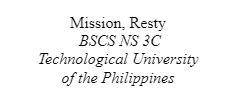 Mission, Resty
BSCS NS 3C
Technological University
of the Philippines